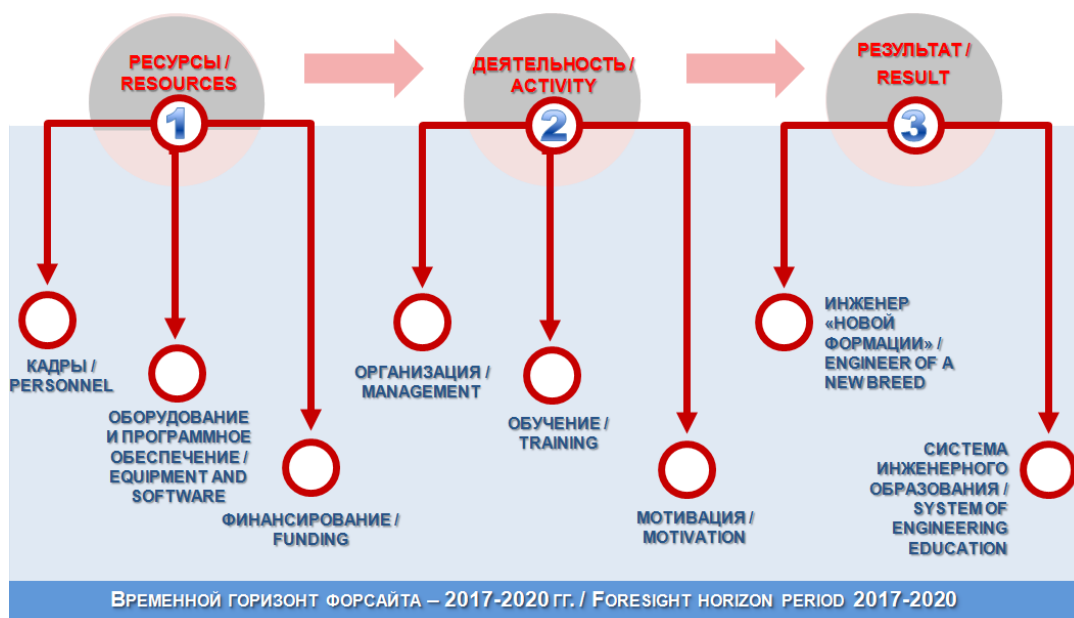 РЕСУРСЫ /
RESOURCES
1
ДЕЯТЕЛЬНОСТЬ /
ACTIVITY
2
РЕЗУЛЬТАТ /
RESULT
3
КАДРЫ /
PERSONNEL
ОБОРУДОВАНИЕ
И ПРОГРАММНОЕ
ОБЕСПЕЧЕНИЕ /
EQUIPMENT AND
SOFTWARE
ФИНАНСИРОВАНИЕ /
FUNDING
ОРГАНИЗАЦИЯ /
MANAGEMENT
ОБУЧЕНИЕ /
TRAINING
МОТИВАЦИЯ /
MOTIVATION
ИНЖЕНЕР
«НОВОЙ
ФОРМАЦИИ» /
ENGINEER OF A
NEW BREED
СИСТЕМА
ИНЖЕНЕРНОГО
ОБРАЗОВАНИЯ /
SYSTEM OF
ENGINEERING
EDUCATION
ВРЕМЕННОЙ ГОРИЗОНТ ФОРСАЙТА – 2017-2020 ГГ. / FORESIGHT HORIZON PERIOD 2017-2020